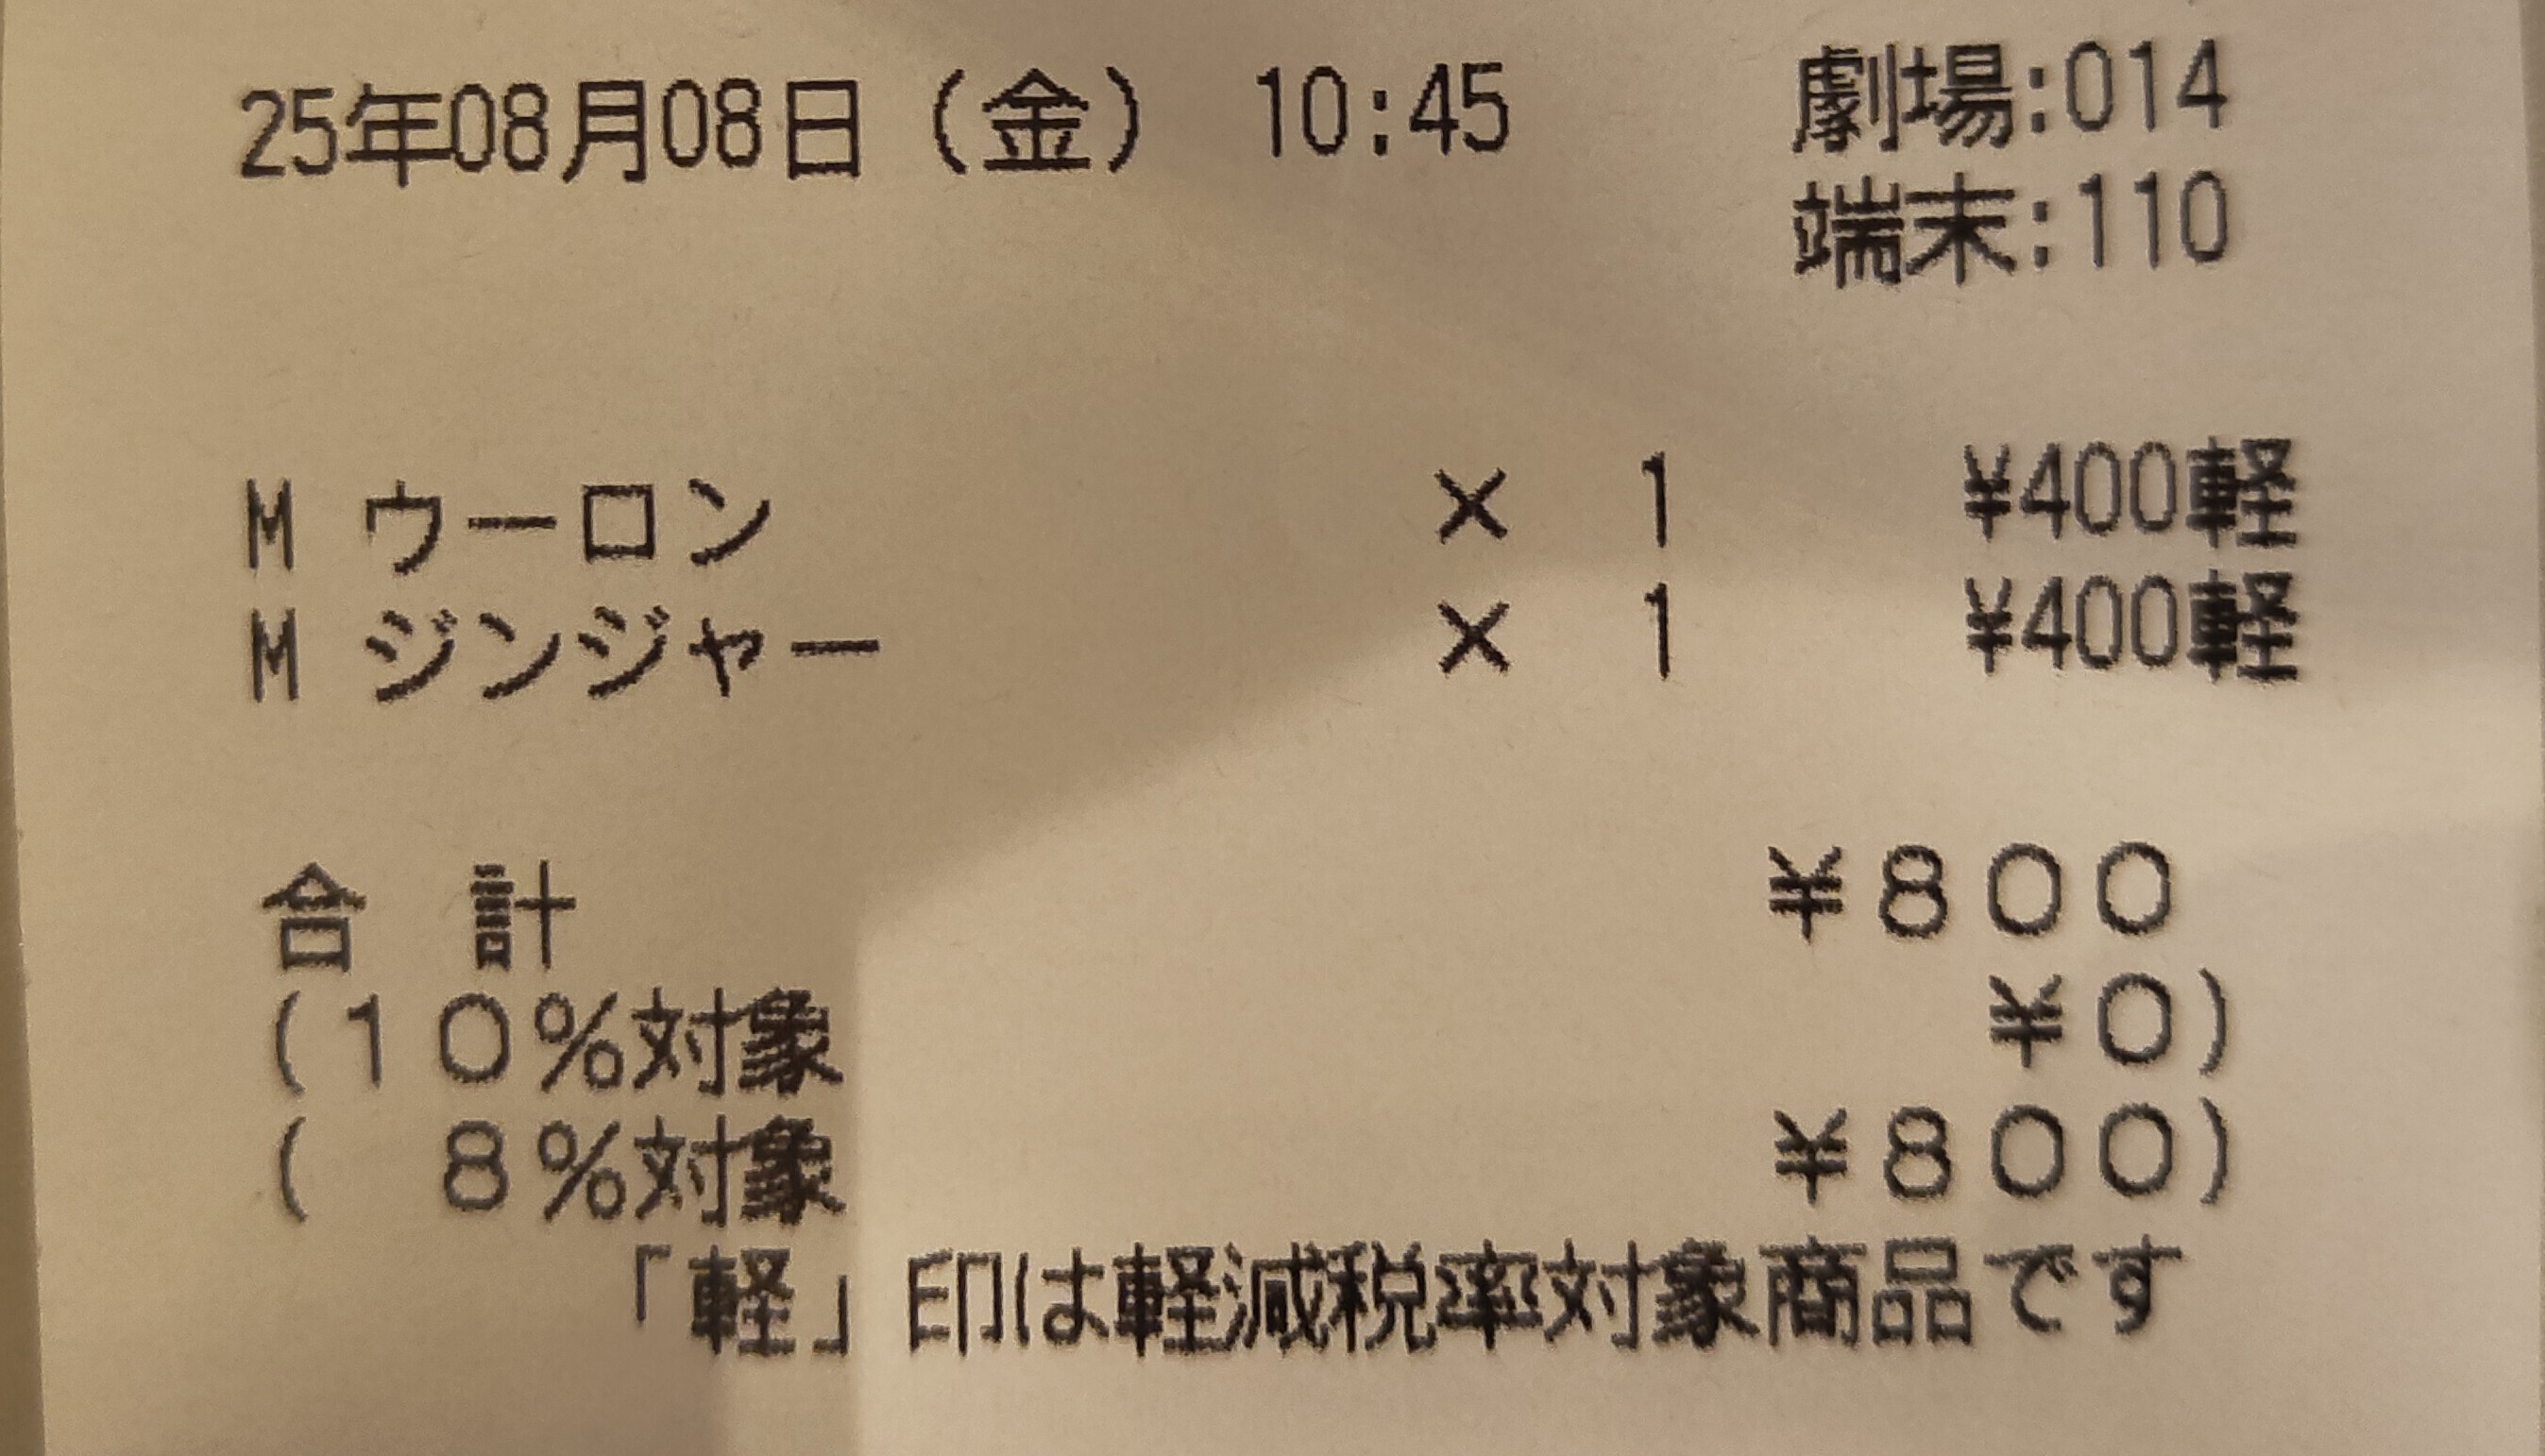 25年08月08日（金） 10:45 劇場:014
端末:110
M ウーロン × 1 ¥400軽
M ジンジャー × 1 ¥400軽
合 計 ¥800
(10%対象 ¥0)
( 8%対象 ¥800)
「軽」印は軽減税率対象商品です